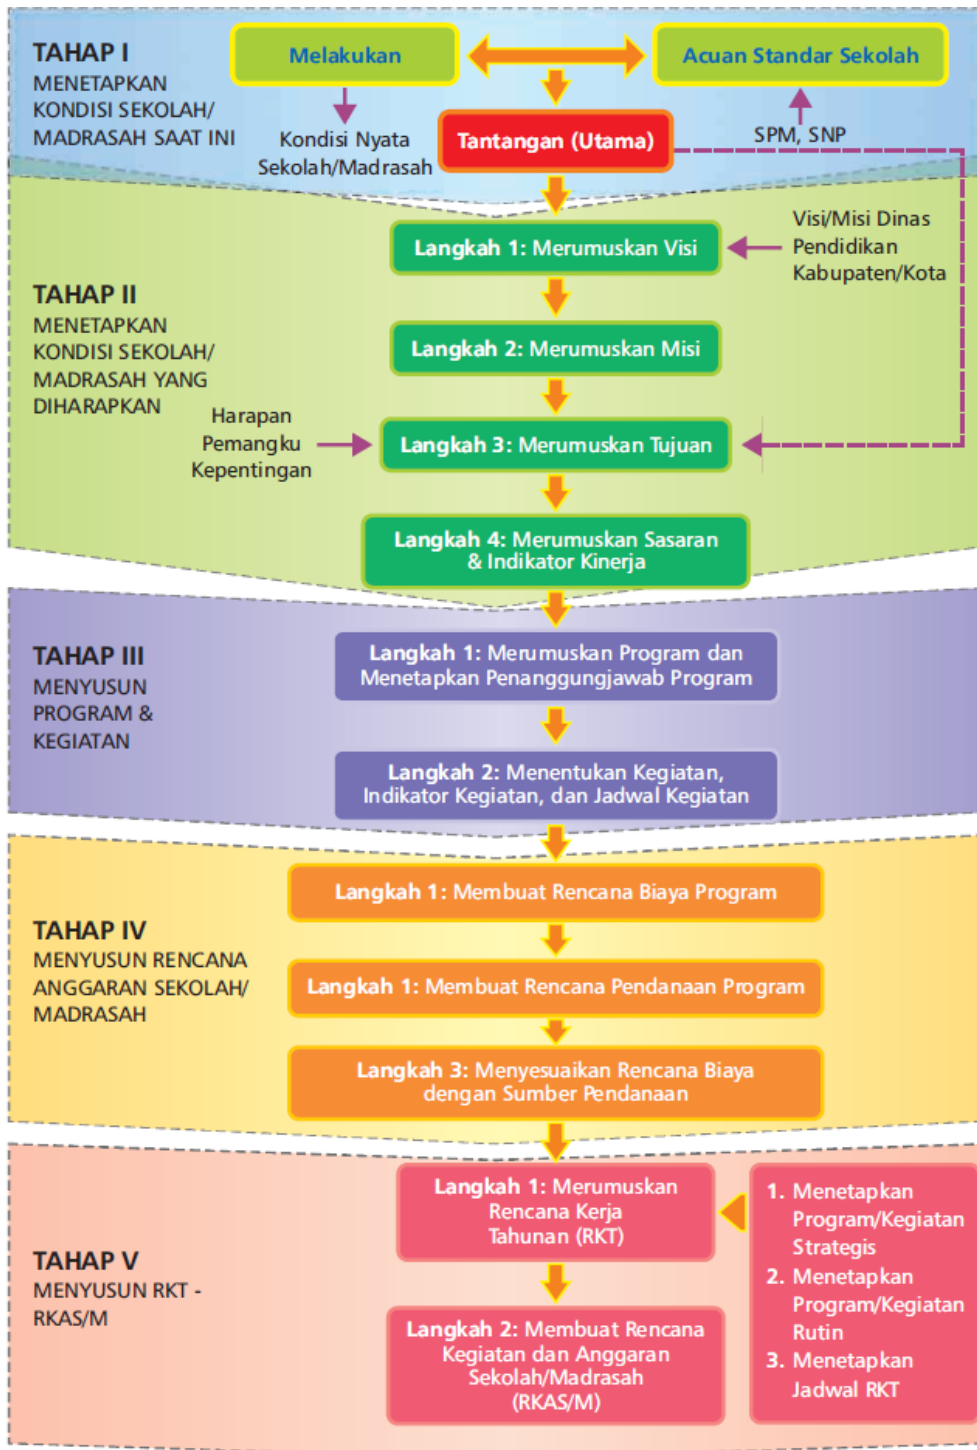 TAHAP I
MENETAPKAN
KONDISI SEKOLAH/
MADRASAH SAAT INI
Melakukan
Acuan Standar Sekolah
Kondisi Nyata
Sekolah/Madrasah
Tantangan (Utama)
SPM, SNP
TAHAP II
MENETAPKAN
KONDISI SEKOLAH/
MADRASAH YANG
DIHARAPKAN
Langkah 1: Merumuskan Visi
Visi/Misi Dinas
Pendidikan
Kabupaten/Kota
Langkah 2: Merumuskan Misi
Harapan
Pemangku
Kepentingan
Langkah 3: Merumuskan Tujuan
Langkah 4: Merumuskan Sasaran
& Indikator Kinerja
TAHAP III
MENYUSUN
PROGRAM &
KEGIATAN
Langkah 1: Merumuskan Program dan
Menetapkan Penanggungjawab Program
Langkah 2: Menentukan Kegiatan,
Indikator Kegiatan, dan Jadwal Kegiatan
TAHAP IV
MENYUSUN RENCANA
ANGGARAN SEKOLAH/
MADRASAH
Langkah 1: Membuat Rencana Biaya Program
Langkah 1: Membuat Rencana Pendanaan Program
Langkah 3: Menyesuaikan Rencana Biaya
dengan Sumber Pendanaan
TAHAP V
MENYUSUN RKT -
RKAS/M
Langkah 1: Merumuskan
Rencana Kerja
Tahunan (RKT)
Langkah 2: Membuat Rencana
Kegiatan dan Anggaran
Sekolah/Madrasah
(RKAS/M)
1. Menetapkan
Program/Kegiatan
Strategis
2. Menetapkan
Program/Kegiatan
Rutin
3. Menetapkan
Jadwal RKT